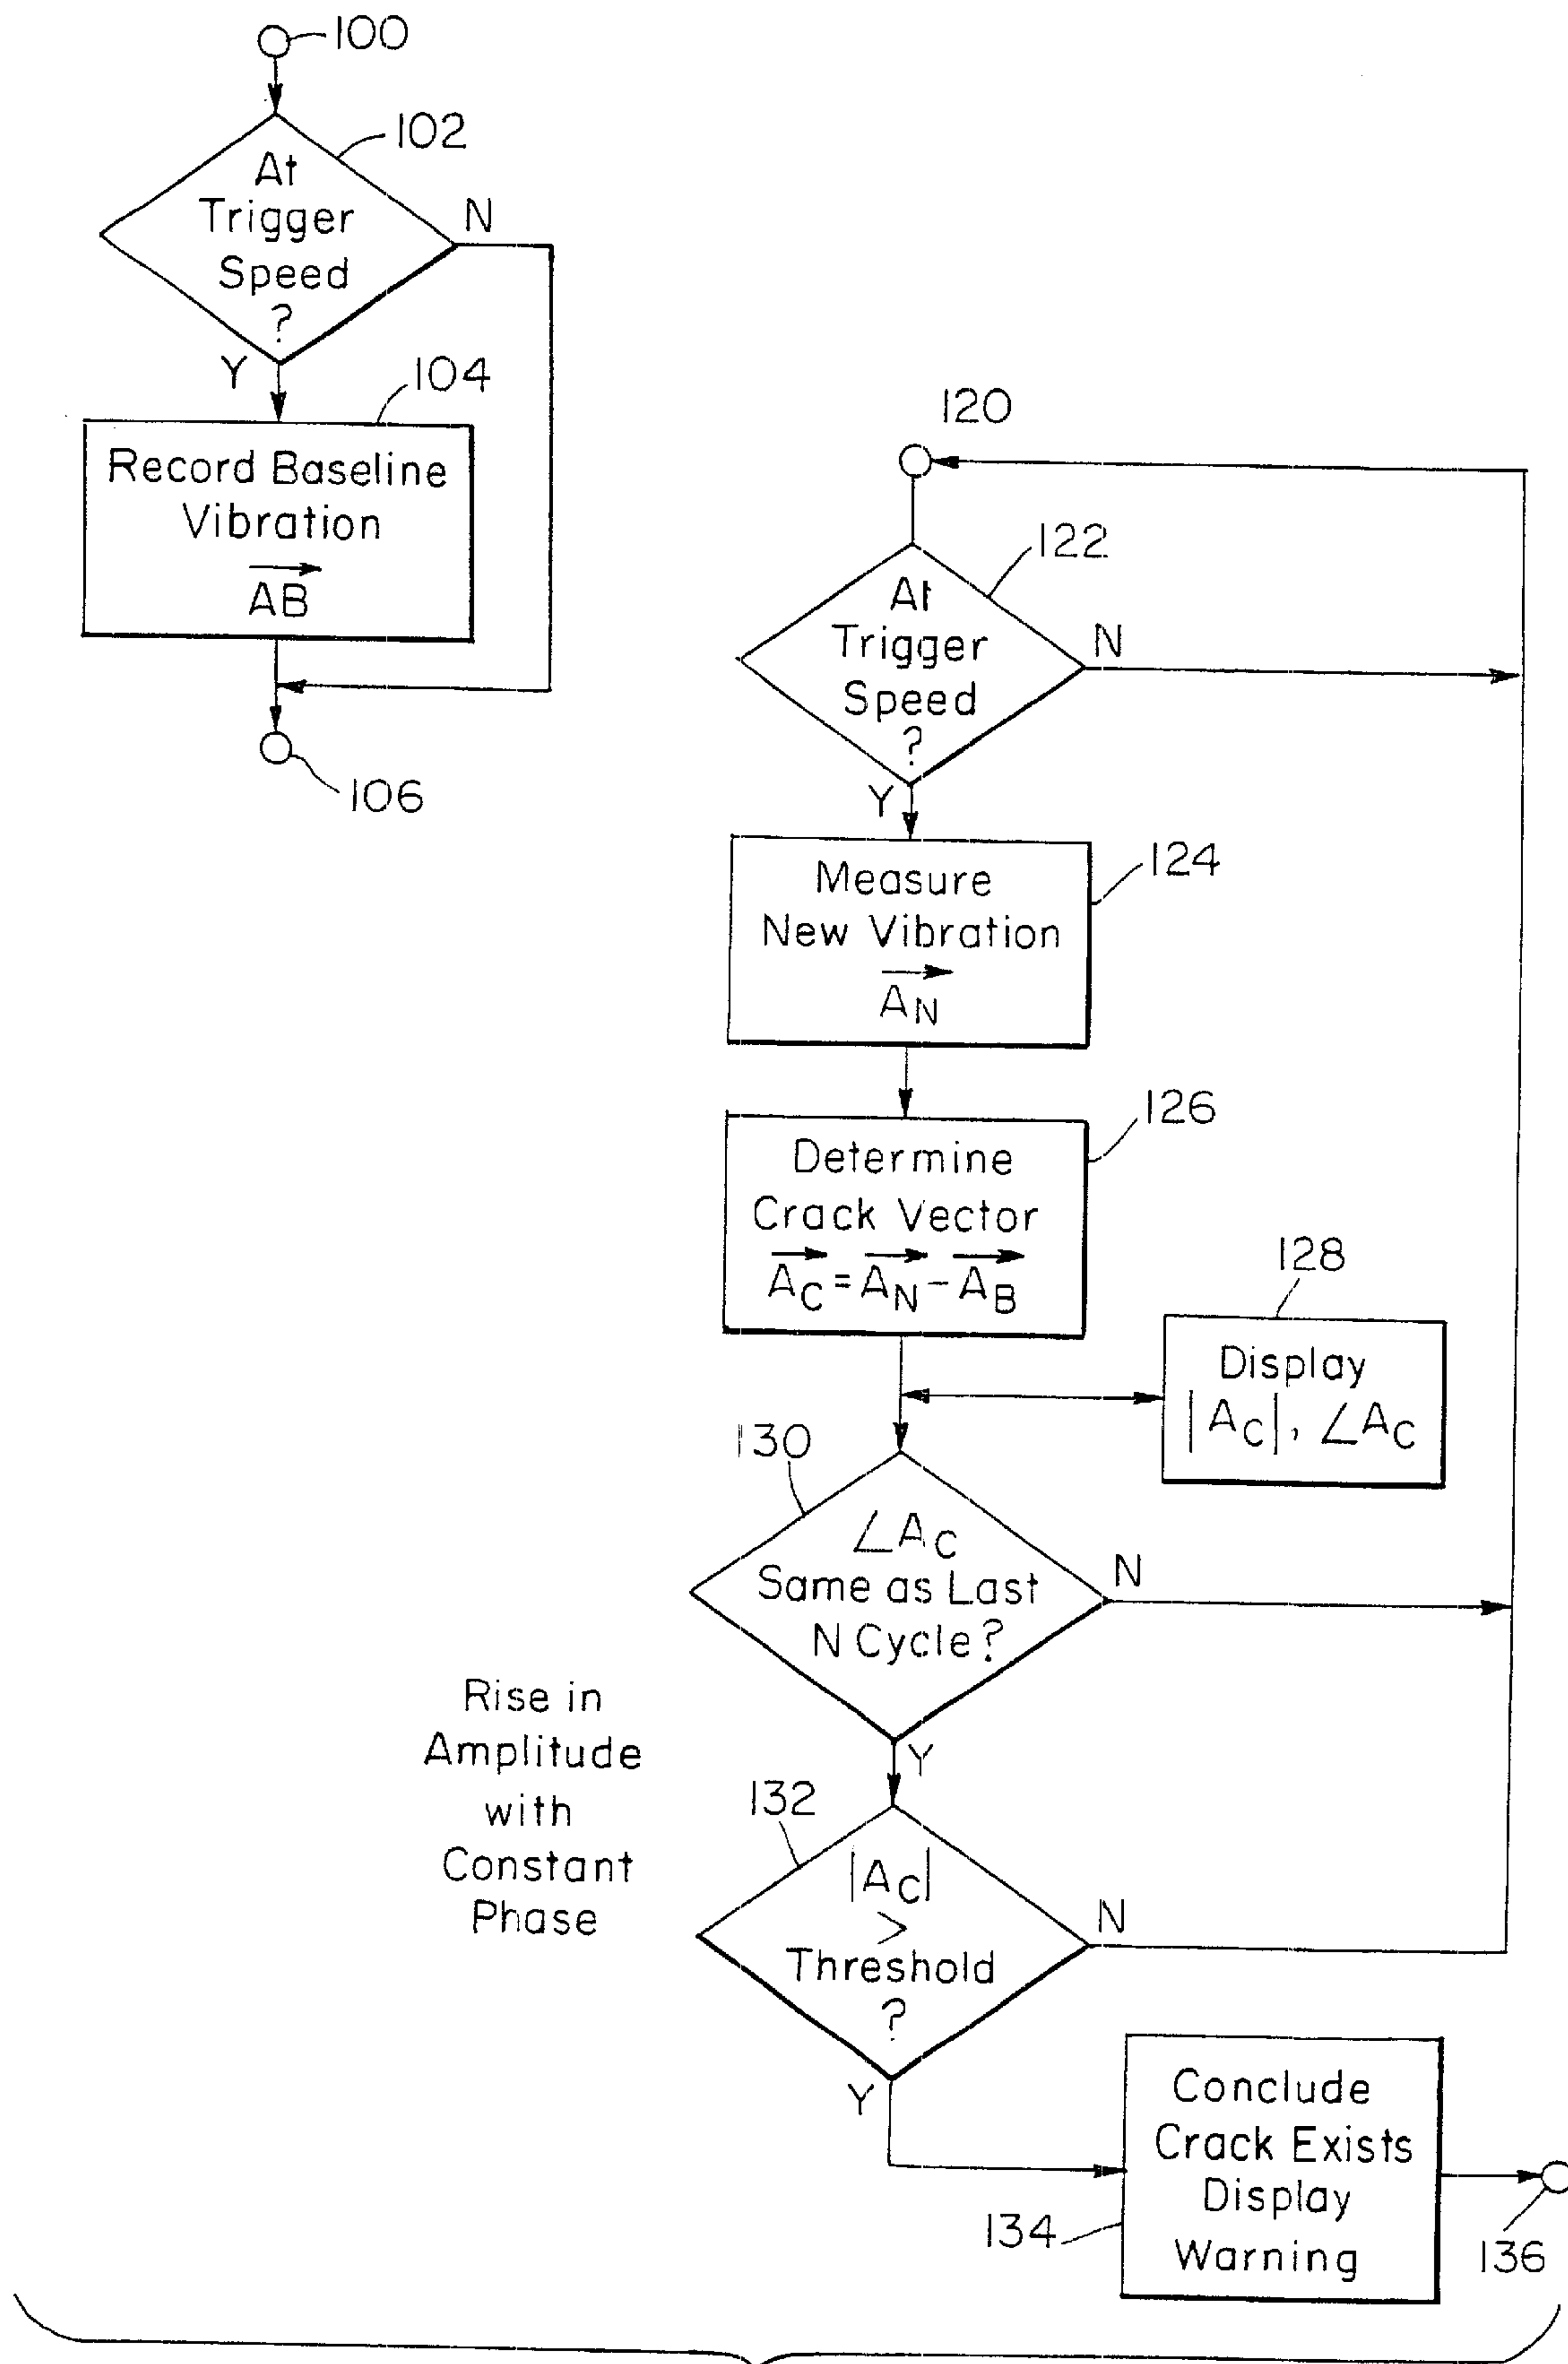 100
102
At
Trigger
Speed
?
N
Y
104
Record Baseline
Vibration
AB
106
120
122
At
Trigger
Speed
?
N
Y
124
Measure
New Vibration
A_N
126
Determine
Crack Vector
A_C = A_N - A_B
128
Display
|A_C|, ∠A_C
130
∠A_C
Same as Last
N Cycle?
N
Y
Rise in
Amplitude
with
Constant
Phase
132
|A_C|
>
Threshold
?
N
Y
134
Conclude
Crack Exists
Display
Warning
136